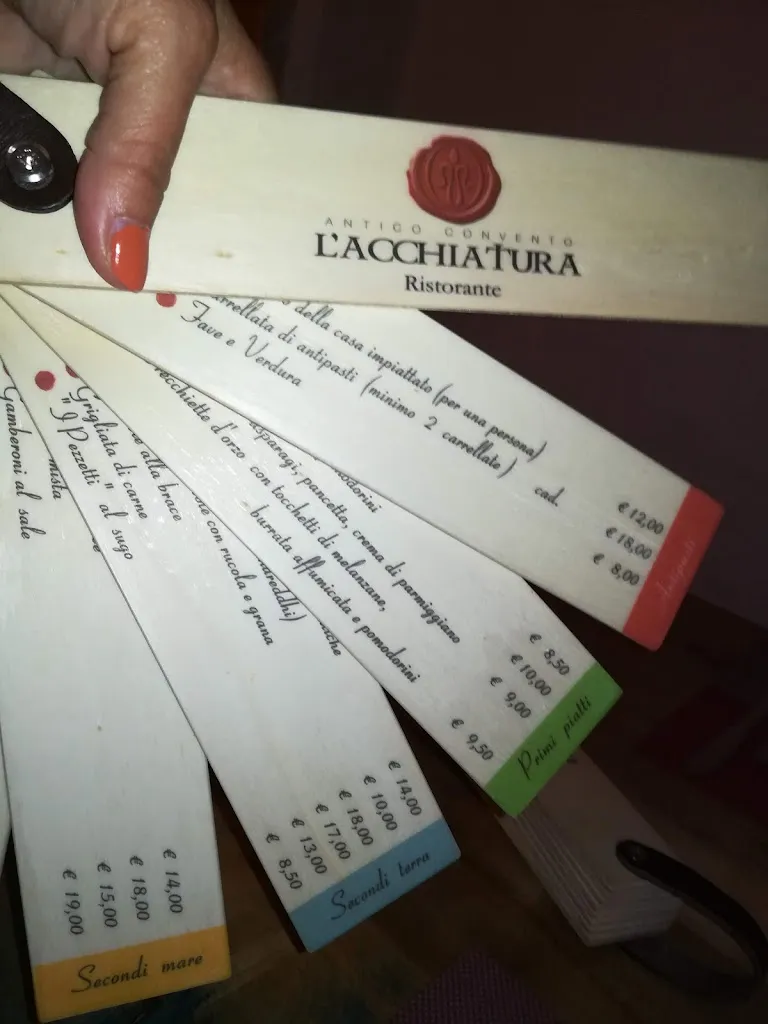 ANTICO CONVENTO
L'ACCHIATURA
Ristorante
della casa impiattato (per una persona)
di antipasti (minimo 2 carrellate) cad.
Fave e Verdura
€ 12,00
€ 18,00
€ 8,00
Antipasti
asparagi, pancetta, crema di parmiggiano
d'orzo con tocchetti di melanzane,
burrata affumicata e pomodorini
€ 8,50
€ 10,00
€ 9,00
€ 9,50
Primi piatti
con rucola e grana
alla brace
Grigliata di carne
"I Pezzetti" al sugo
€ 14,00
€ 10,00
€ 18,00
€ 17,00
€ 13,00
€ 8,50
Secondi terra
mista
Gamberoni al sale
€ 14,00
€ 18,00
€ 15,00
€ 19,00
Secondi mare